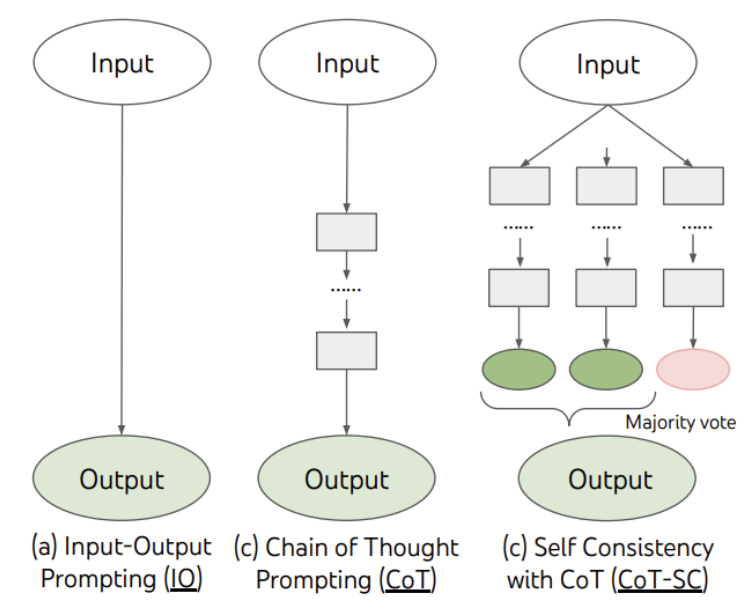 Input
Input
Input
......
......
......
......
Majority vote
Output
Output
Output
(a) Input-Output
Prompting (IO)
(c) Chain of Thought
Prompting (CoT)
(c) Self Consistency
with CoT (CoT-SC)